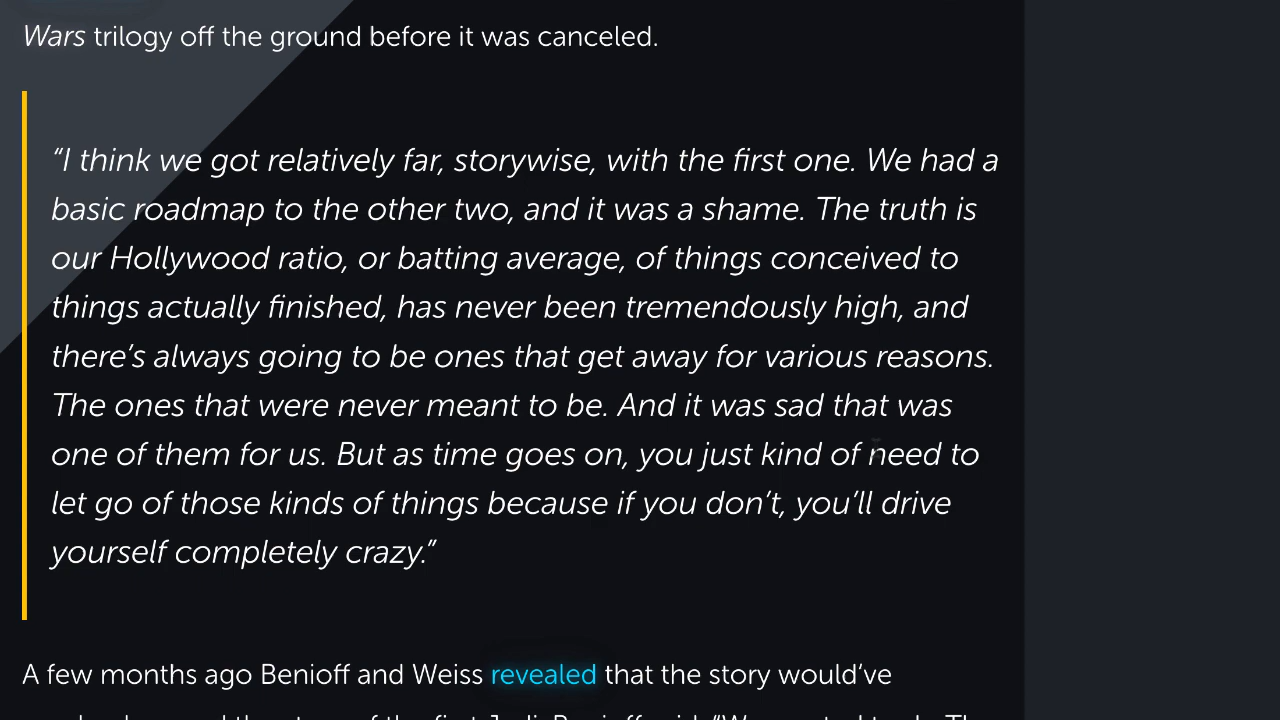 Wars trilogy off the ground before it was canceled.
“I think we got relatively far, storywise, with the first one. We had a
basic roadmap to the other two, and it was a shame. The truth is
our Hollywood ratio, or batting average, of things conceived to
things actually finished, has never been tremendously high, and
there’s always going to be ones that get away for various reasons.
The ones that were never meant to be. And it was sad that was
one of them for us. But as time goes on, you just kind of need to
let go of those kinds of things because if you don’t, you’ll drive
yourself completely crazy.”
A few months ago Benioff and Weiss revealed that the story would’ve